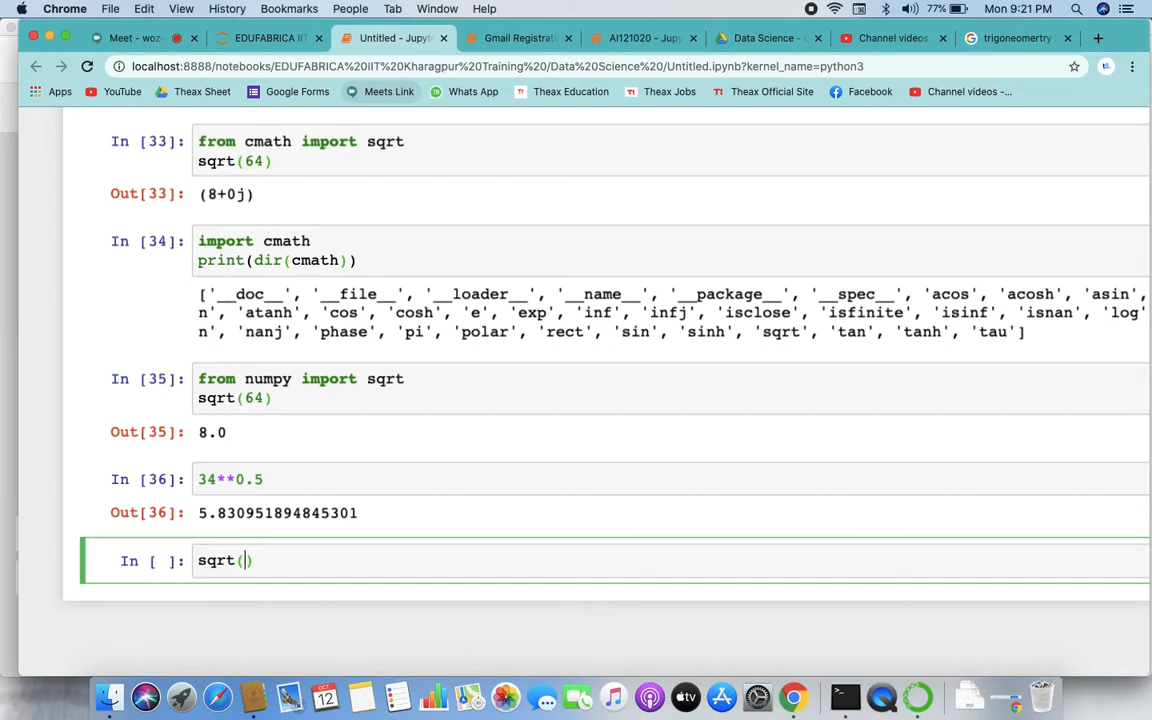 Chrome File Edit View History Bookmarks People Tab Window Help 77% Mon 9:21 PM
Meet - woz EDUFABRICA IIT Untitled - Jupyt Gmail Registrati AI121020 - Jup Data Science - Channel videos - trigoneomertry
localhost:8888/notebooks/EDUFABRICA%20IIT%20Kharagpur%20Training%20/Data%20Science%20/Untitled.ipynb?kernel_name=python3
Apps YouTube Theax Sheet Google Forms Meets Link Whats App Theax Education Theax Jobs Theax Official Site Facebook Channel videos -...
In [33]: from cmath import sqrt
sqrt(64)
Out[33]: (8+0j)
In [34]: import cmath
print(dir(cmath))
['__doc__', '__file__', '__loader__', '__name__', '__package__', '__spec__', 'acos', 'acosh', 'asin',
n', 'atanh', 'cos', 'cosh', 'e', 'exp', 'inf', 'infj', 'isclose', 'isfinite', 'isinf', 'isnan', 'log'
n', 'nanj', 'phase', 'pi', 'polar', 'rect', 'sin', 'sinh', 'sqrt', 'tan', 'tanh', 'tau']
In [35]: from numpy import sqrt
sqrt(64)
Out[35]: 8.0
In [36]: 34**0.5
Out[36]: 5.830951894845301
In [ ]: sqrt()